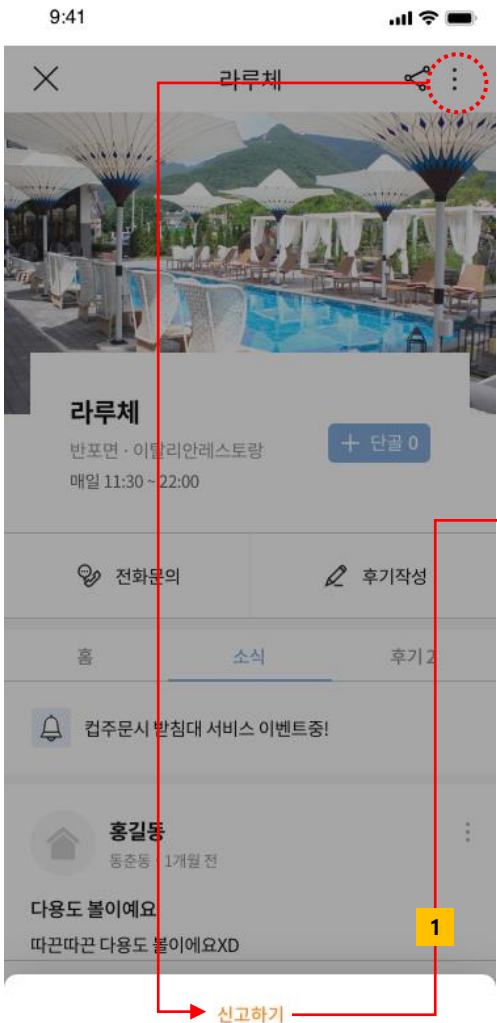 9:41
라루체
라루체
반포면 · 이탈리안레스토랑
+ 단골 0
매일 11:30 ~ 22:00
전화문의
후기작성
홈
소식
후기 2
컵주문시 받침대 서비스 이벤트중!
홍길동
동춘동 · 1개월 전
다용도 볼이예요
따끈따끈 다용도 볼이에요XD
1
신고하기